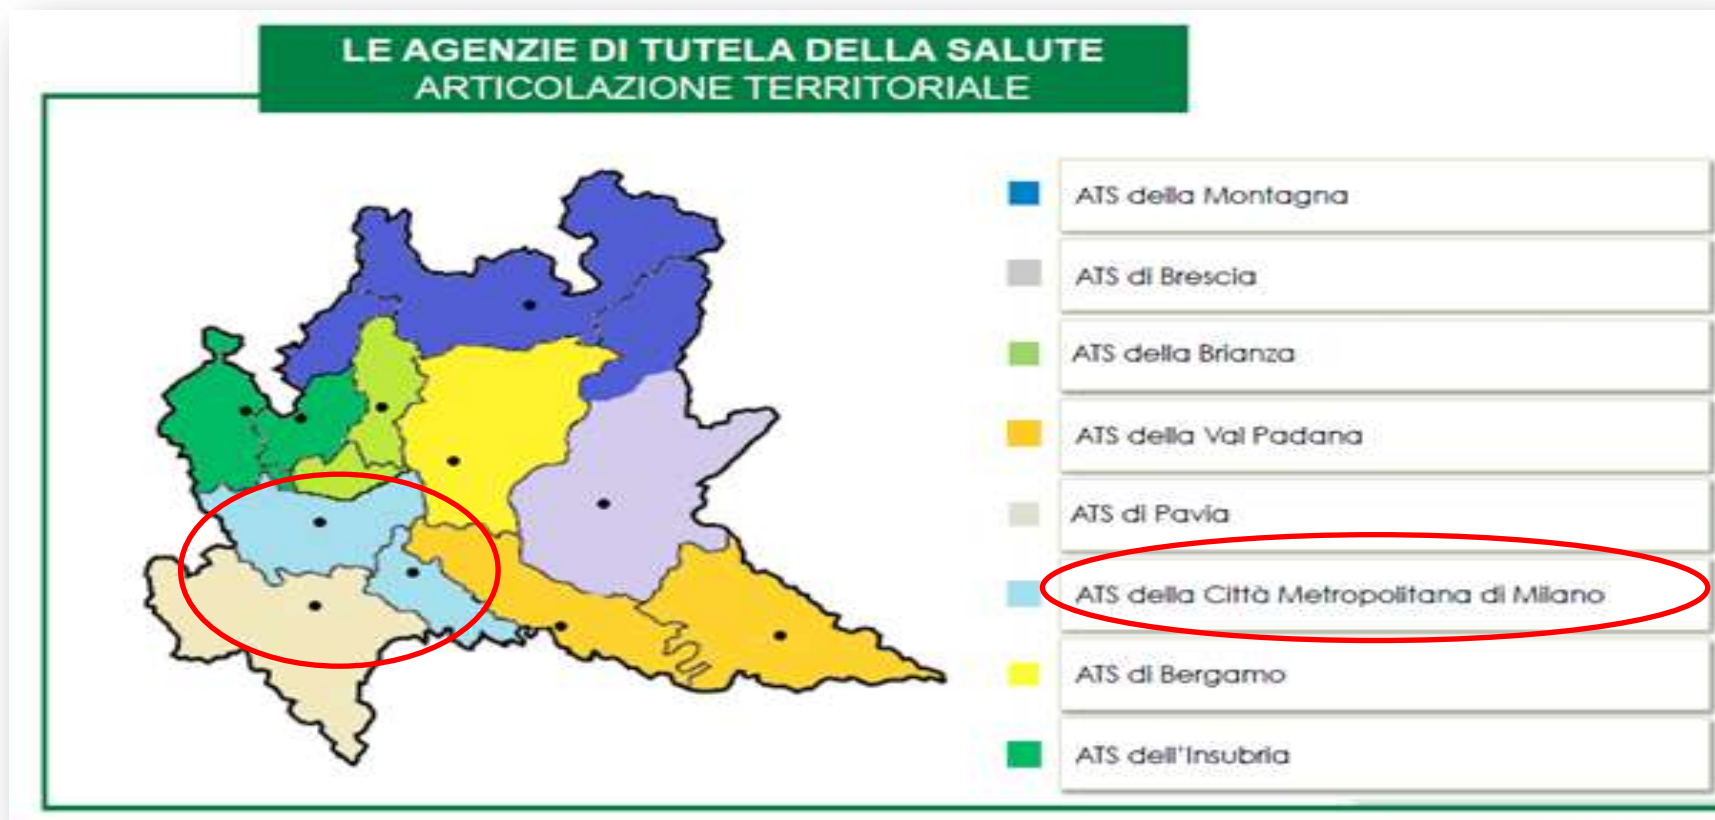 LE AGENZIE DI TUTELA DELLA SALUTE
ARTICOLAZIONE TERRITORIALE
ATS della Montagna
ATS di Brescia
ATS della Brianza
ATS della Val Padana
ATS di Pavia
ATS della Città Metropolitana di Milano
ATS di Bergamo
ATS dell'Insubria